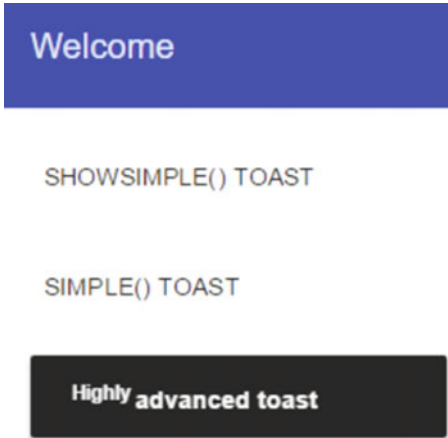 Welcome
SHOWSIMPLE() TOAST
SIMPLE() TOAST
Highly advanced toast